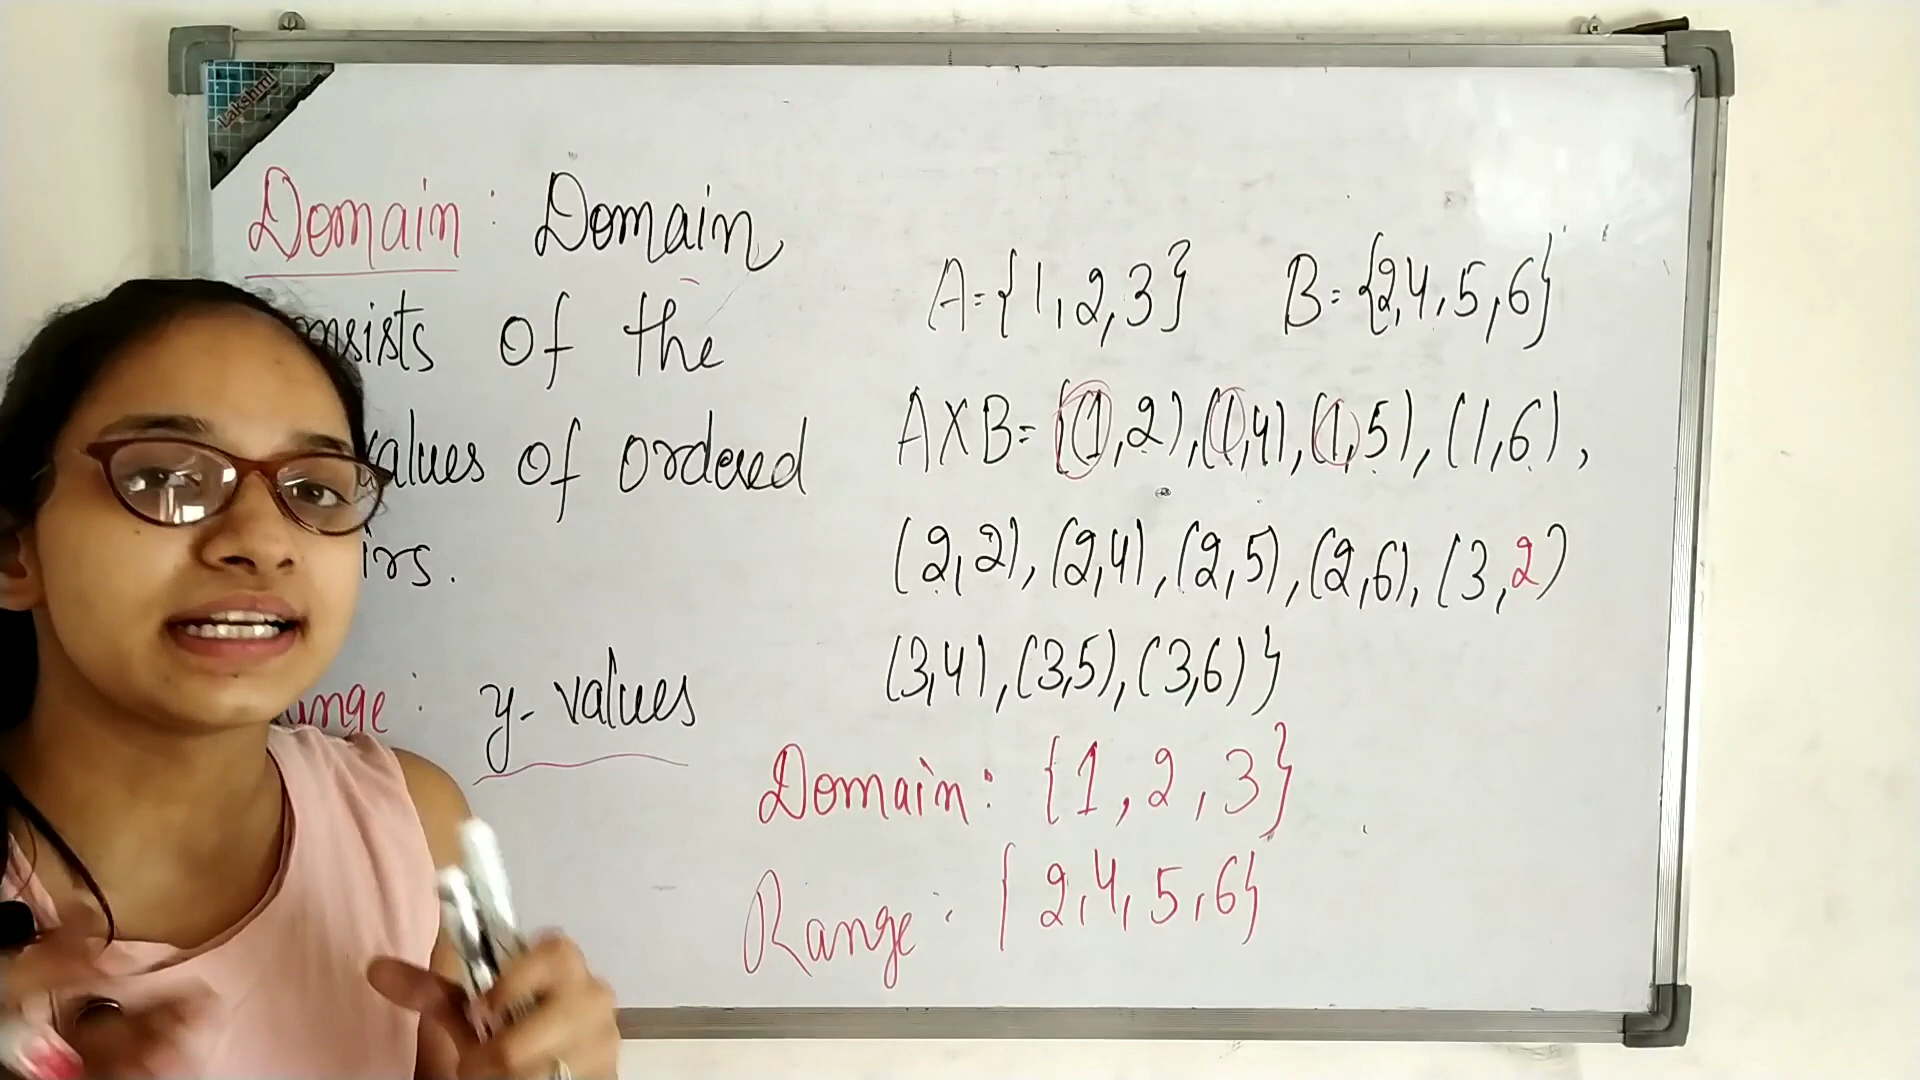 Lakshmi
Domain: Domain
of the
values of ordered
y-values
A={1,2,3} B={2,4,5,6}
AXB={(1,2),(1,4),(1,5),(1,6),
(2,2),(2,4),(2,5),(2,6),(3,2)
(3,4),(3,5),(3,6)}
Domain: {1,2,3}
Range: {2,4,5,6}